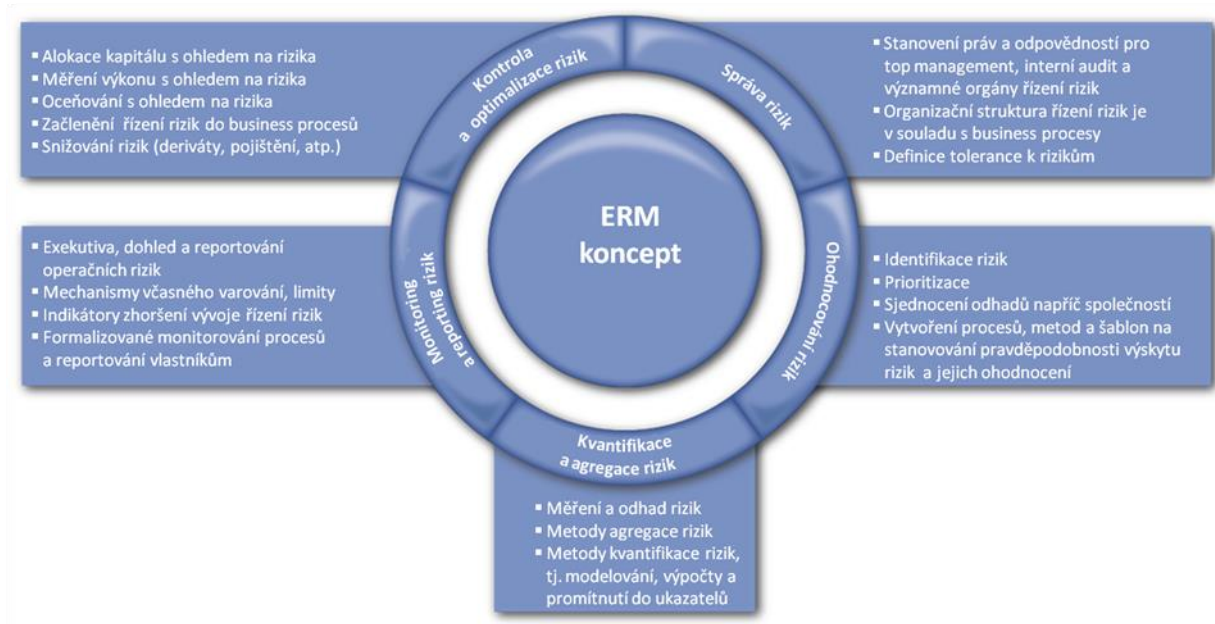 ▪ Alokace kapitálu s ohledem na rizika
▪ Měření výkonu s ohledem na rizika
▪ Oceňování s ohledem na rizika
▪ Začlenění řízení rizik do business procesů
▪ Snižování rizik (deriváty, pojištění, atp.)
Kontrola
a optimalizace rizik
Správa rizik
▪ Stanovení práv a odpovědností pro
top management, interní audit a
významné orgány řízení rizik
▪ Organizační struktura řízení rizik je
v souladu s business procesy
▪ Definice tolerance k rizikům
ERM
koncept
▪ Exekutiva, dohled a reportování
operačních rizik
▪ Mechanismy včasného varování, limity
▪ Indikátory zhoršení vývoje řízení rizik
▪ Formalizované monitorování procesů
a reportování vlastníkům
Monitoring
a reporting rizik
Ohodnocování
rizik
▪ Identifikace rizik
▪ Prioritizace
▪ Sjednocení odhadů napříč společností
▪ Vytvoření procesů, metod a šablon na
stanovování pravděpodobnosti výskytu
rizik a jejich ohodnocení
Kvantifikace
a agregace rizik
▪ Měření a odhad rizik
▪ Metody agregace rizik
▪ Metody kvantifikace rizik,
tj. modelování, výpočty a
promítnutí do ukazatelů